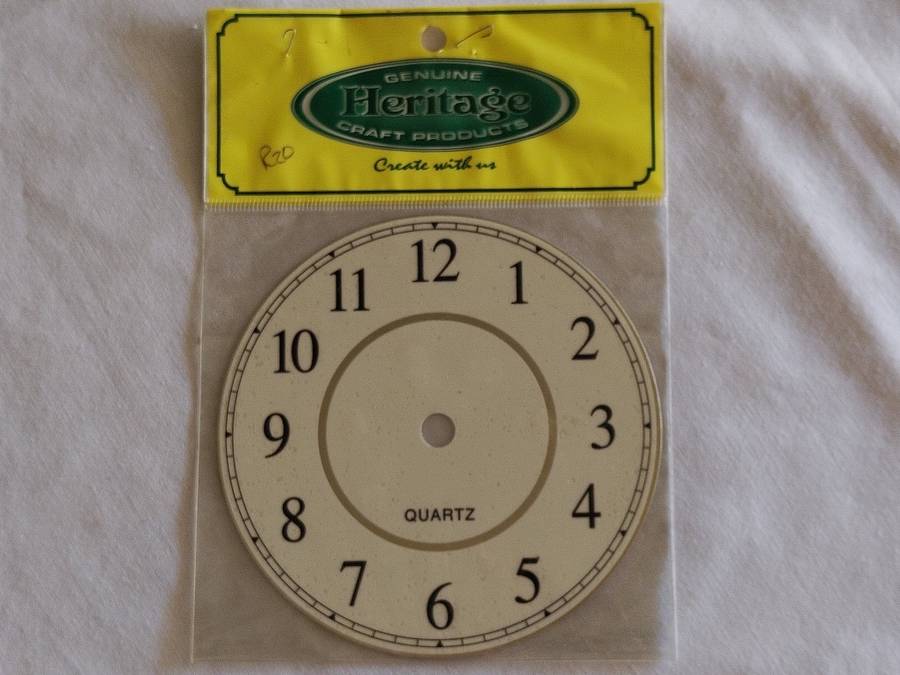 GENUINE
Heritage
CRAFT PRODUCTS
R20
Create with us
12
11
1
10
2
9
3
8
4
QUARTZ
7
5
6